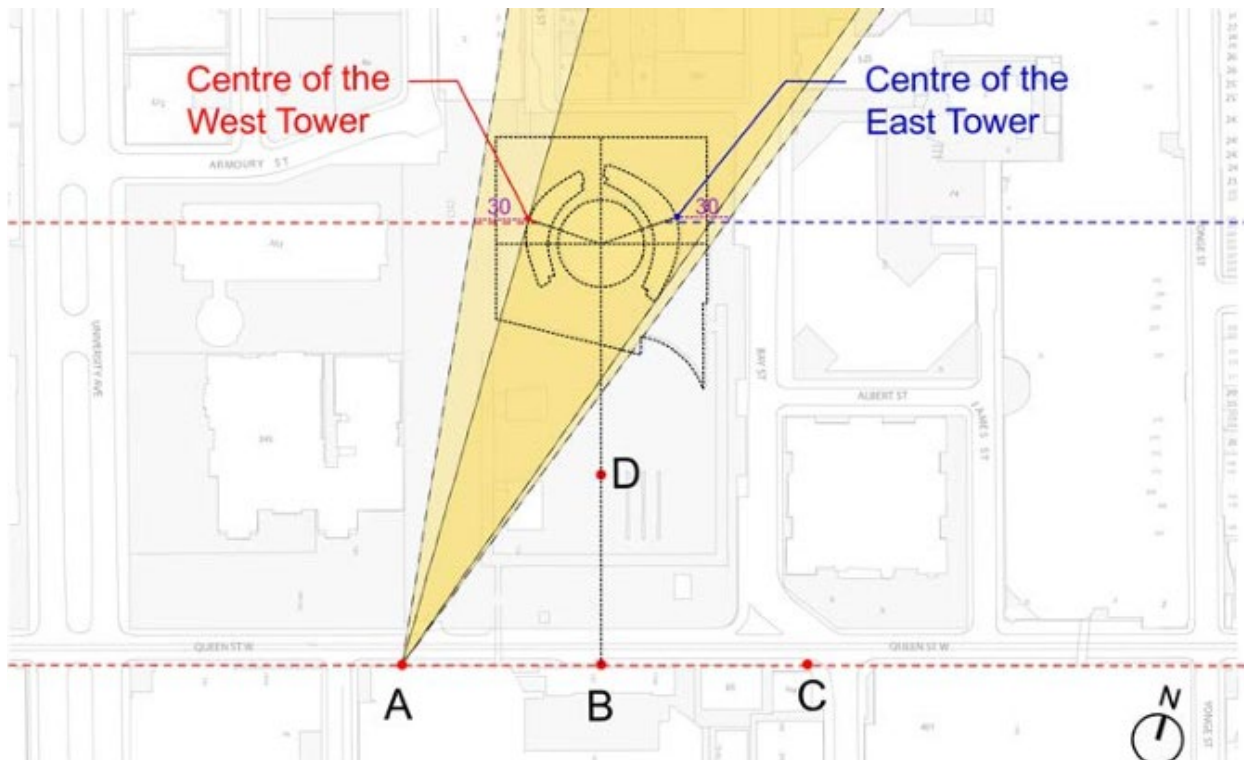 Centre of the
West Tower
Centre of the
East Tower
ARMOURY ST
30
30
UNIVERSITY AVE
BAY ST
ALBERT ST
JAMES ST
D
QUEEN ST W
QUEEN ST W
A
B
C
N
YONGE ST